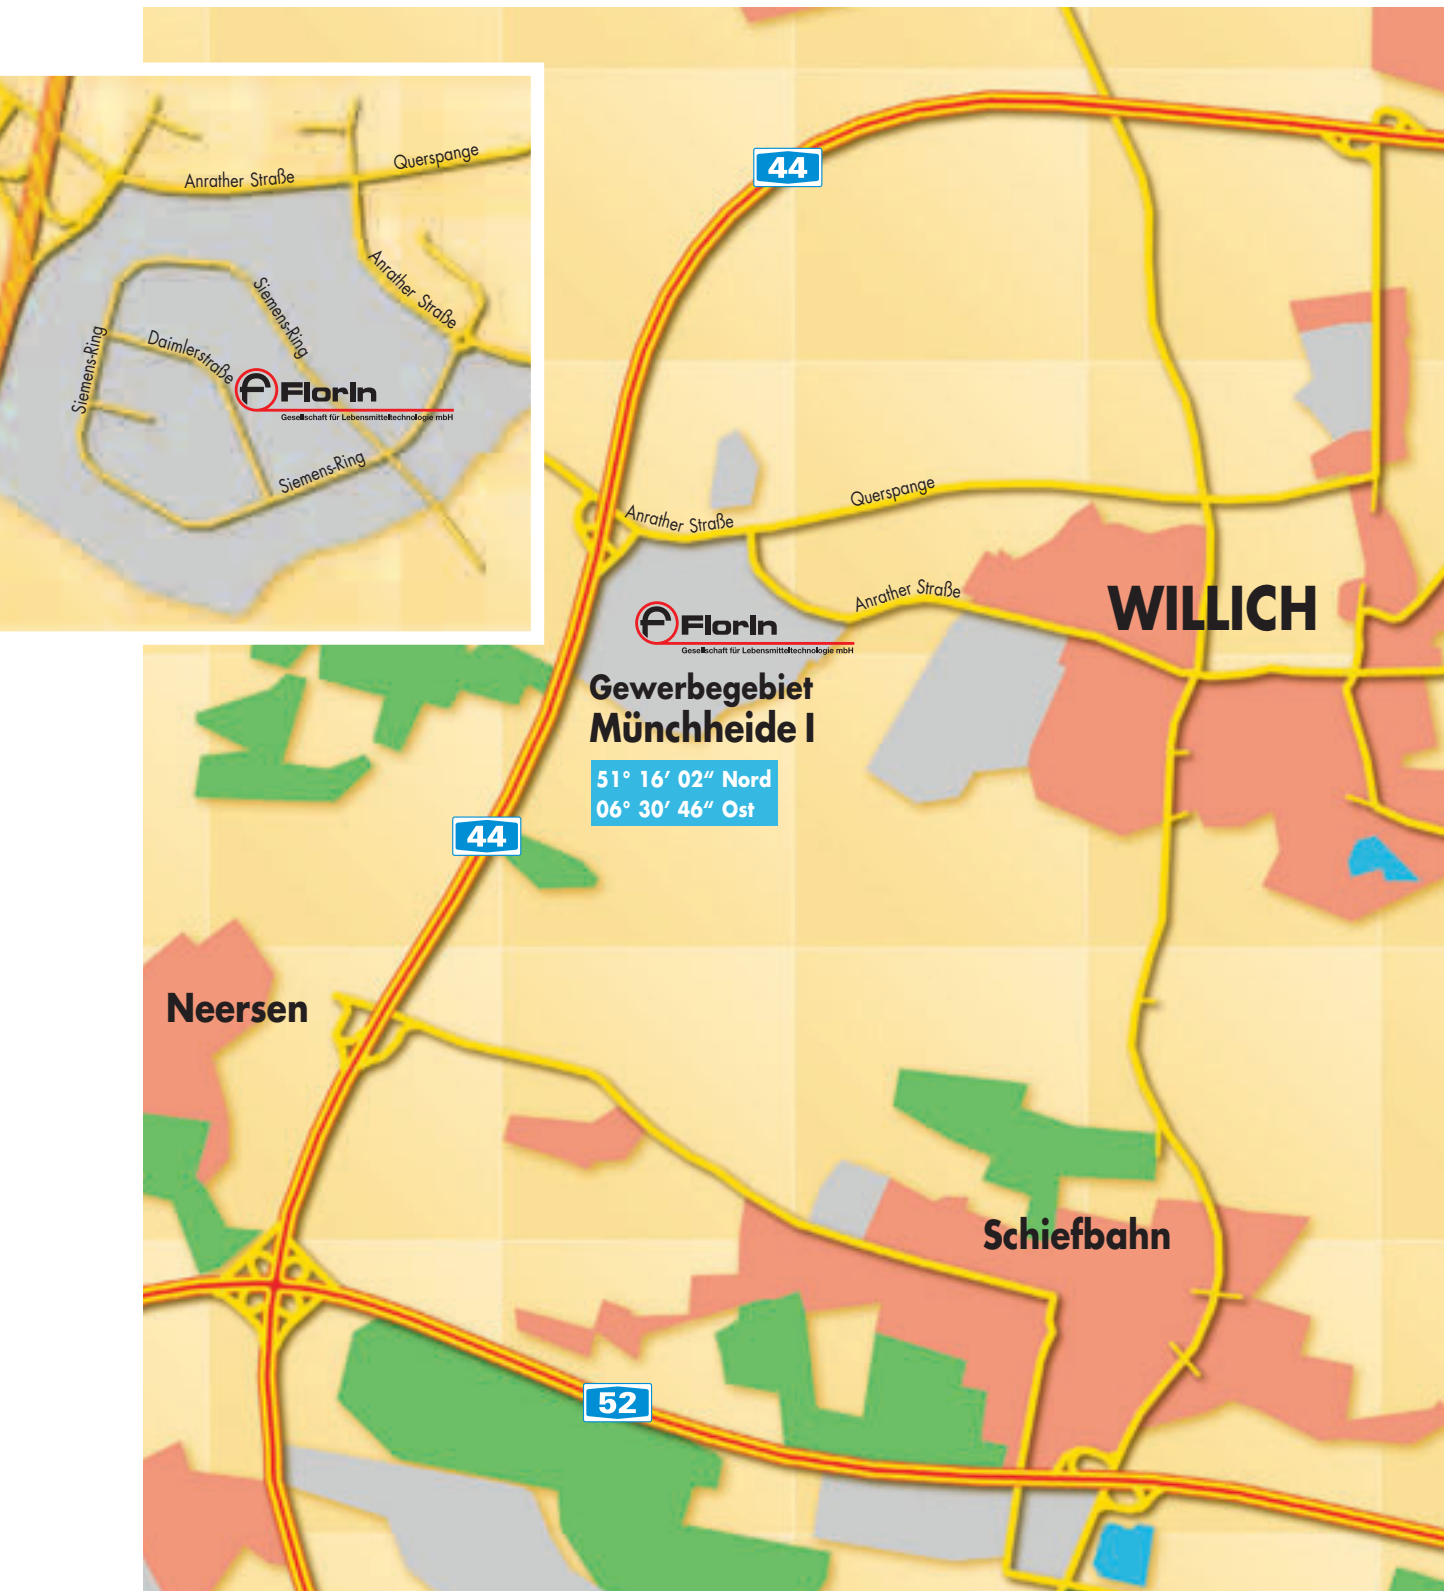 Anrather Straße
Querspange
Anrather Straße
Siemens-Ring
Siemens-Ring
Daimlerstraße
FlorIn
Gesellschaft für Lebensmitteltechnologie mbH
Siemens-Ring
44
Anrather Straße
Querspange
Anrather Straße
WILLICH
FlorIn
Gesellschaft für Lebensmitteltechnologie mbH
Gewerbegebiet
Münchheide I
51° 16′ 02“ Nord
06° 30′ 46“ Ost
44
Neersen
Schiefbahn
52